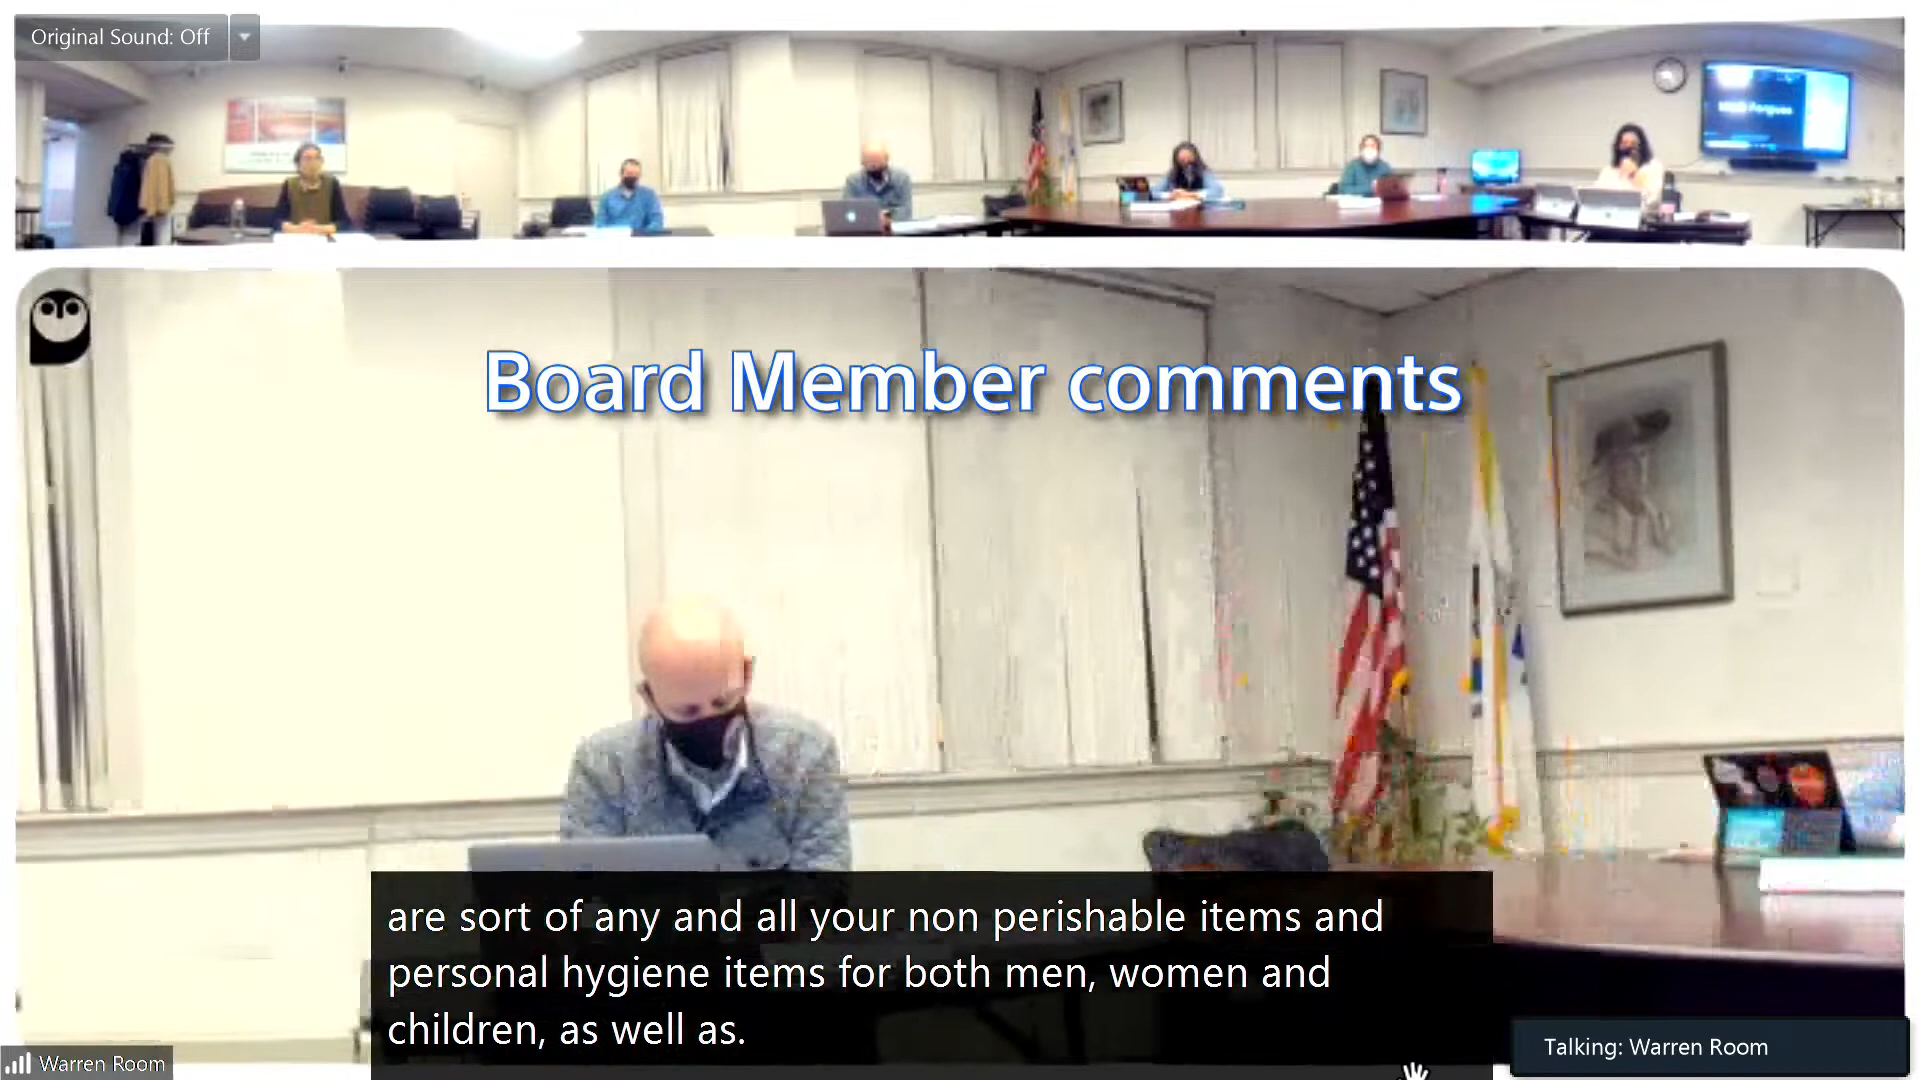 Original Sound: Off
Board Member comments
are sort of any and all your non perishable items and
personal hygiene items for both men, women and
children, as well as.
Talking: Warren Room
Warren Room